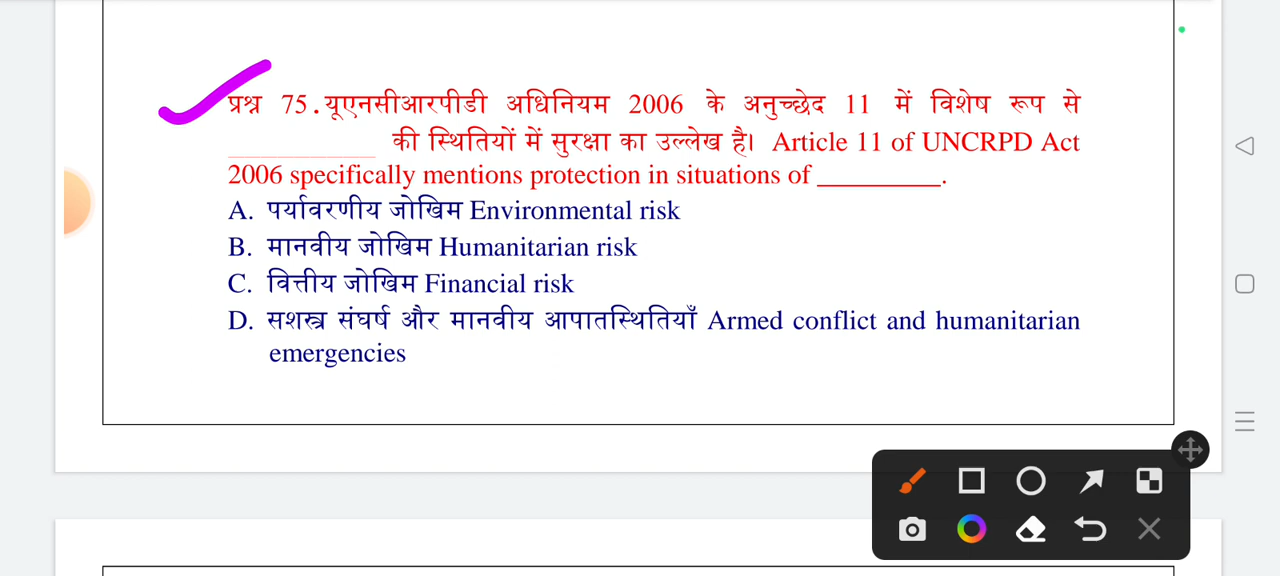 प्रश्न 75.यूएनसीआरपीडी अधिनियम 2006 के अनुच्छेद 11 में विशेष रूप से
____________ की स्थितियों में सुरक्षा का उल्लेख है। Article 11 of UNCRPD Act
2006 specifically mentions protection in situations of _________.
A. पर्यावरणीय जोखिम Environmental risk
B. मानवीय जोखिम Humanitarian risk
C. वित्तीय जोखिम Financial risk
D. सशस्त्र संघर्ष और मानवीय आपातस्थितियाँ Armed conflict and humanitarian
emergencies